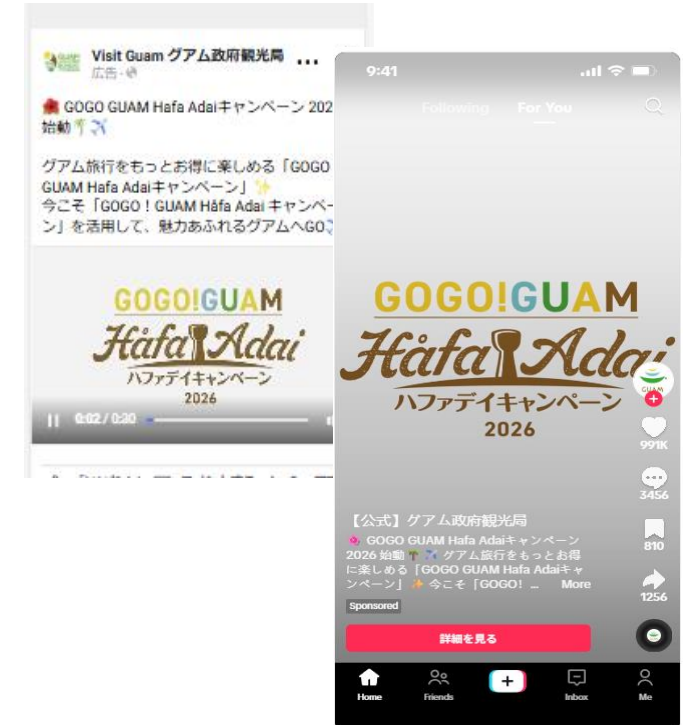 Visit Guam グアム政府観光局 ...
広告・
🌺 GOGO GUAM Hafa Adaiキャンペーン 202
始動🌴✈️
グアム旅行をもっとお得に楽しめる「GOGO
GUAM Hafa Adaiキャンペーン」✨
今こそ「GOGO！GUAM Håfa Adai キャンペー
ン」を活用して、魅力あふれるグアムへGO
GOGO!GUAM
Håfa Adai
ハファデイキャンペーン
2026
0:02 / 0:30
9:41
Following For You
GOGO!GUAM
Håfa Adai
ハファデイキャンペーン
2026
GUAM
991K
3456
810
1256
【公式】グアム政府観光局
🌺 GOGO GUAM Hafa Adaiキャンペーン
2026 始動🌴✈️ グアム旅行をもっとお得
に楽しめる「GOGO GUAM Hafa Adaiキャ
ンペーン」✨ 今こそ「GOGO! ... More
Sponsored
詳細を見る
Home Friends Inbox Me